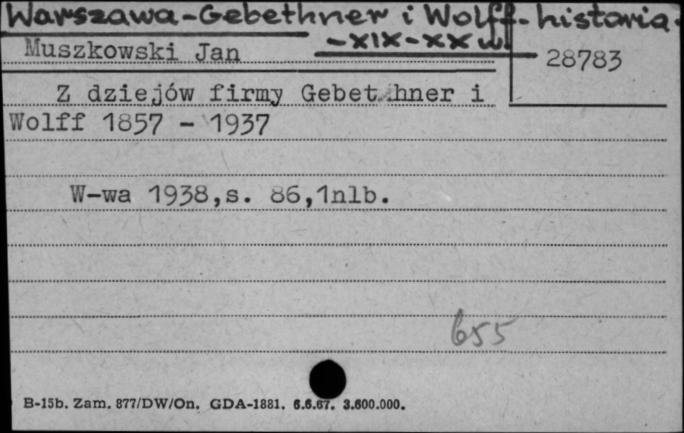 Warszawa-Gebethner i Wolff-historia-
-XIX-XX w.
Muszkowski Jan
28783
Z dziejów firmy Gebethner i
Wolff 1857 - 1937
W-wa 1938,s. 86,1nlb.
655
B-15b. Zam. 877/DW/On. GDA-1881. 6.6.67. 3.600.000.